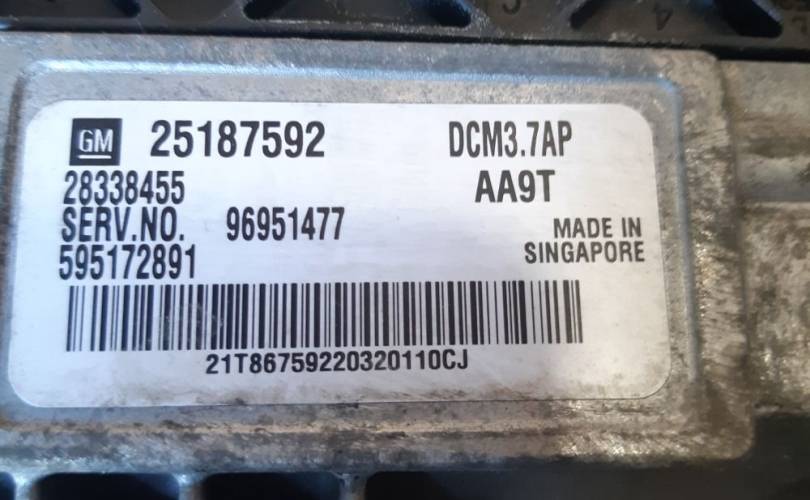 GM 25187592 DCM3.7AP
28338455 AA9T
SERV.NO. 96951477 MADE IN
595172891 SINGAPORE
21T86759220320110CJ